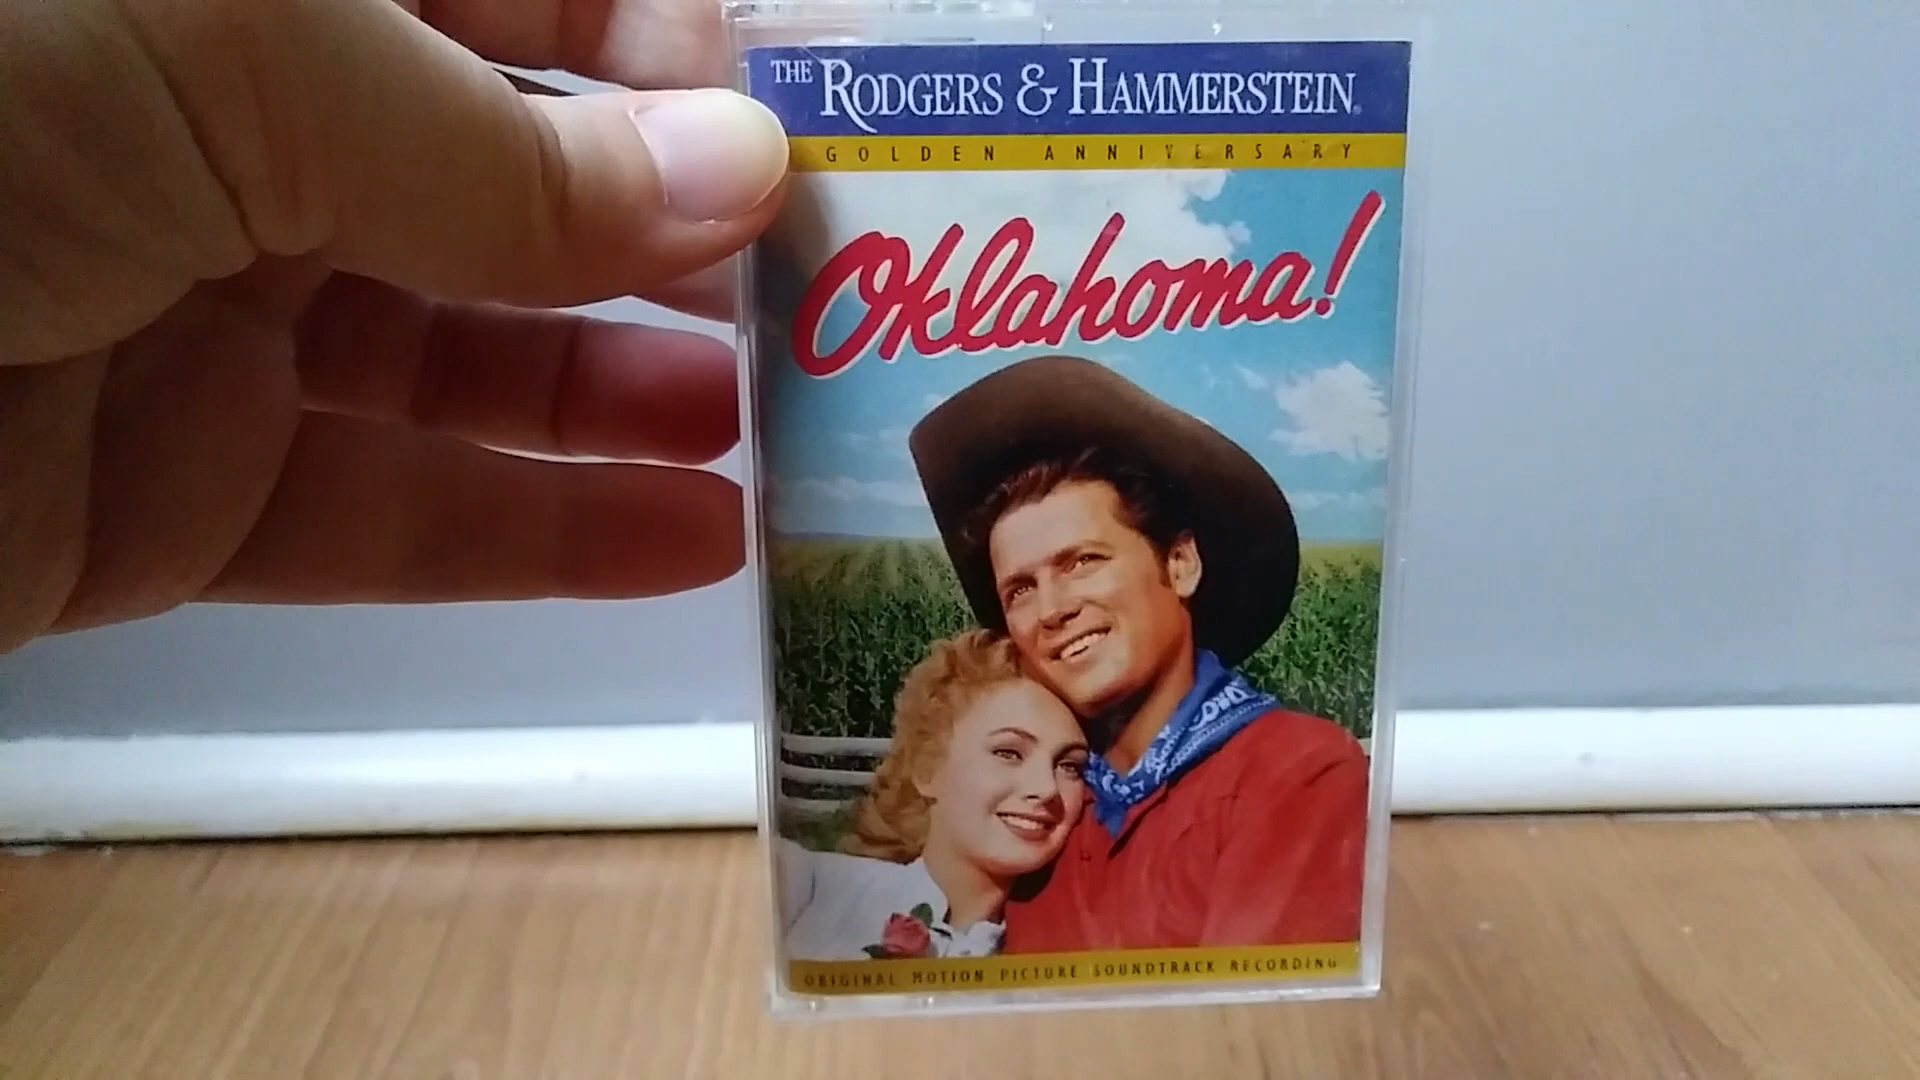 THE RODGERS & HAMMERSTEIN®
GOLDEN ANNIVERSARY
Oklahoma!
ORIGINAL MOTION PICTURE SOUNDTRACK RECORDING